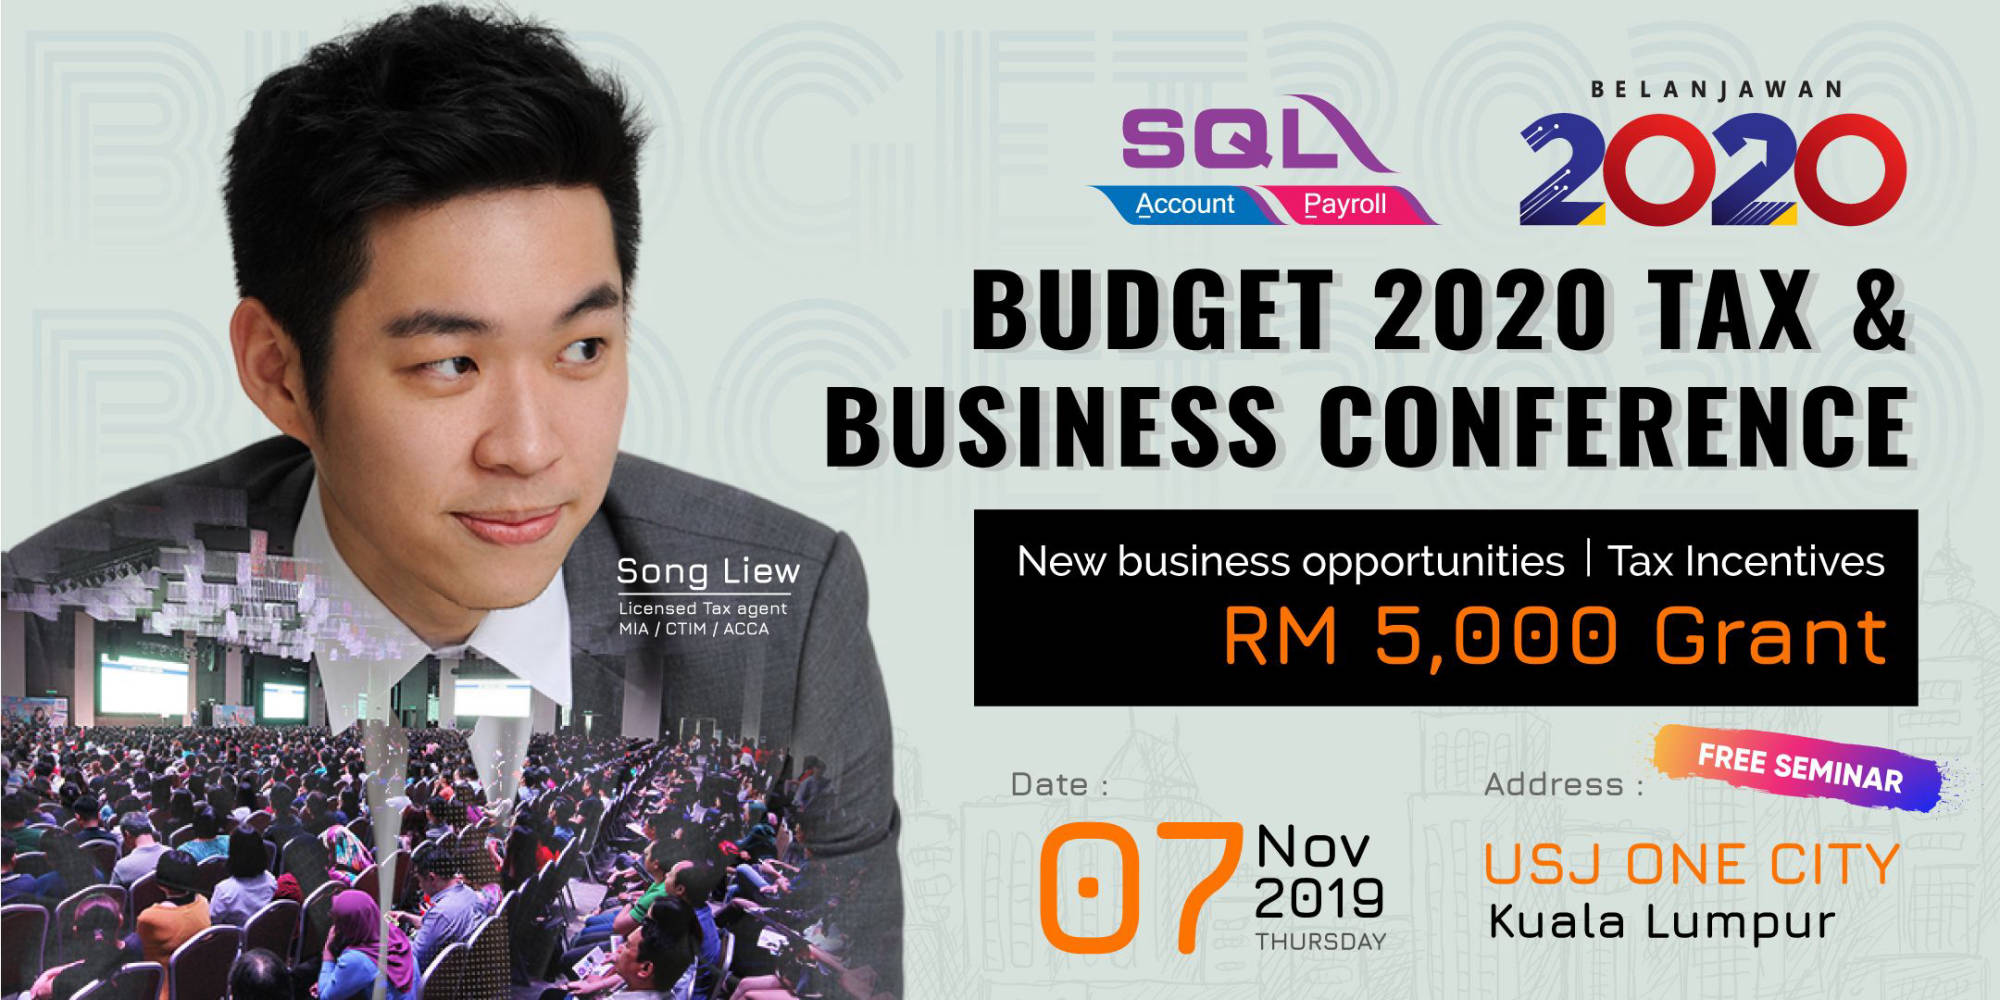 BUDGET2020
BUDGET2020
SQL
Account Payroll
BELANJAWAN
2020
BUDGET 2020 TAX &
BUSINESS CONFERENCE
New business opportunities | Tax Incentives
RM 5,000 Grant
Song Liew
Licensed Tax agent
MIA / CTIM / ACCA
Date :
07 Nov
2019
THURSDAY
Address :
FREE SEMINAR
USJ ONE CITY
Kuala Lumpur